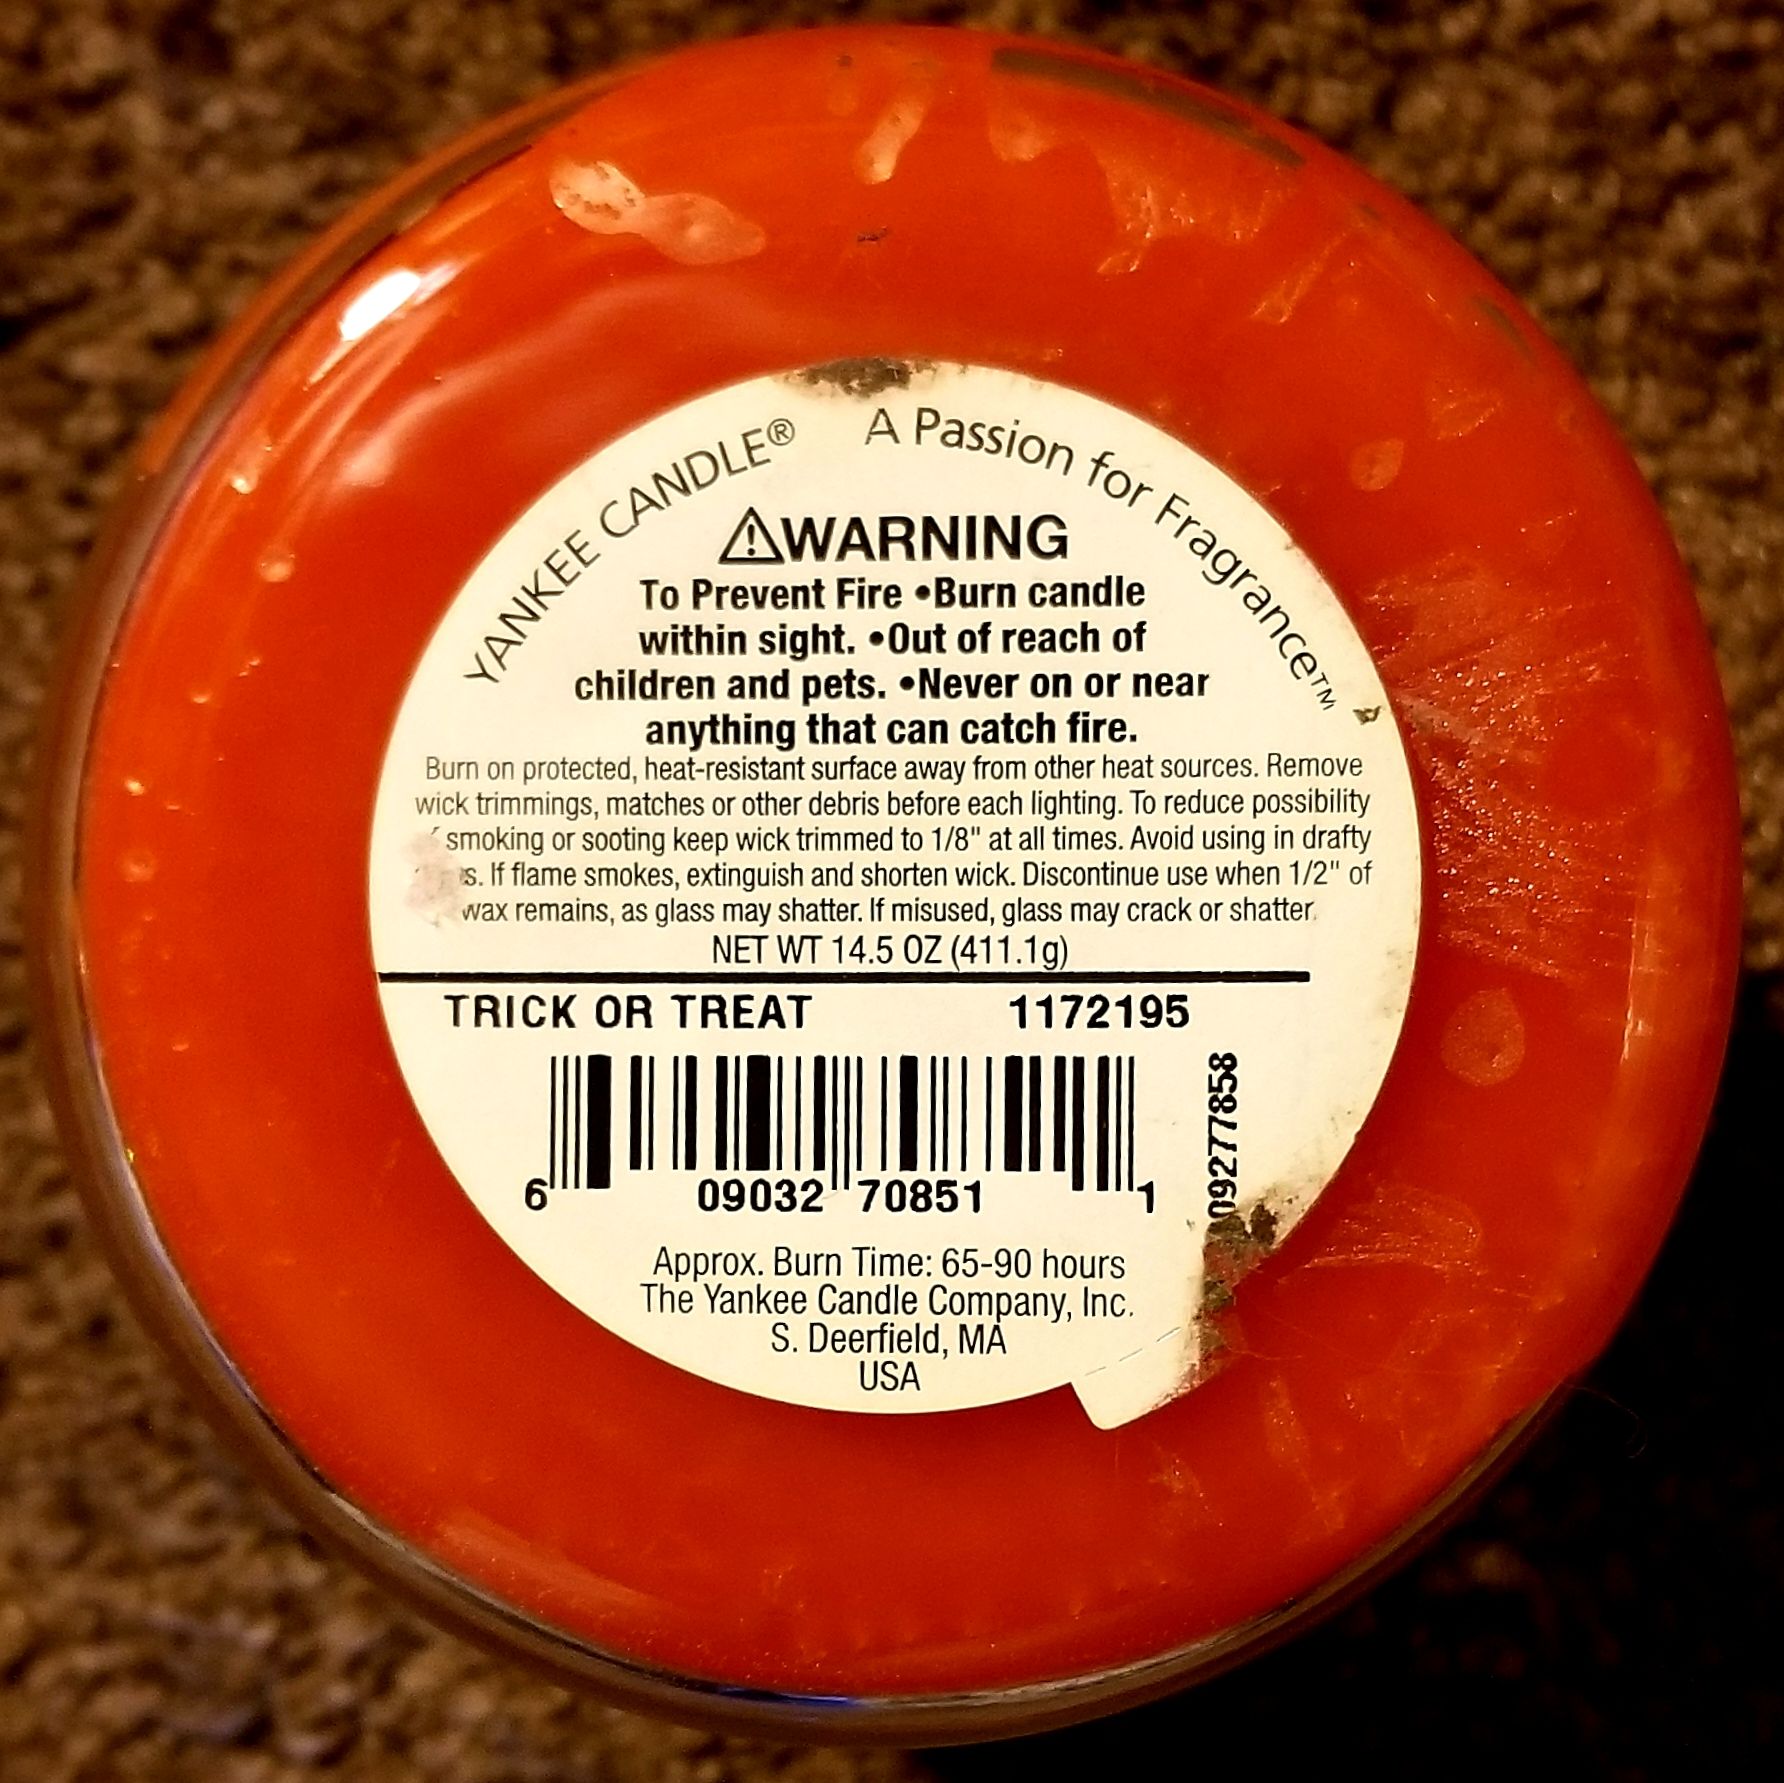 YANKEE CANDLE® A Passion for Fragrance™
⚠WARNING
To Prevent Fire •Burn candle
within sight. •Out of reach of
children and pets. •Never on or near
anything that can catch fire.
Burn on protected, heat-resistant surface away from other heat sources. Remove
wick trimmings, matches or other debris before each lighting. To reduce possibility
smoking or sooting keep wick trimmed to 1/8" at all times. Avoid using in drafty
If flame smokes, extinguish and shorten wick. Discontinue use when 1/2" of
wax remains, as glass may shatter. If misused, glass may crack or shatter.
NET WT 14.5 OZ (411.1g)
TRICK OR TREAT 1172195
09277858
6 09032 70851 1
Approx. Burn Time: 65-90 hours
The Yankee Candle Company, Inc.
S. Deerfield, MA
USA